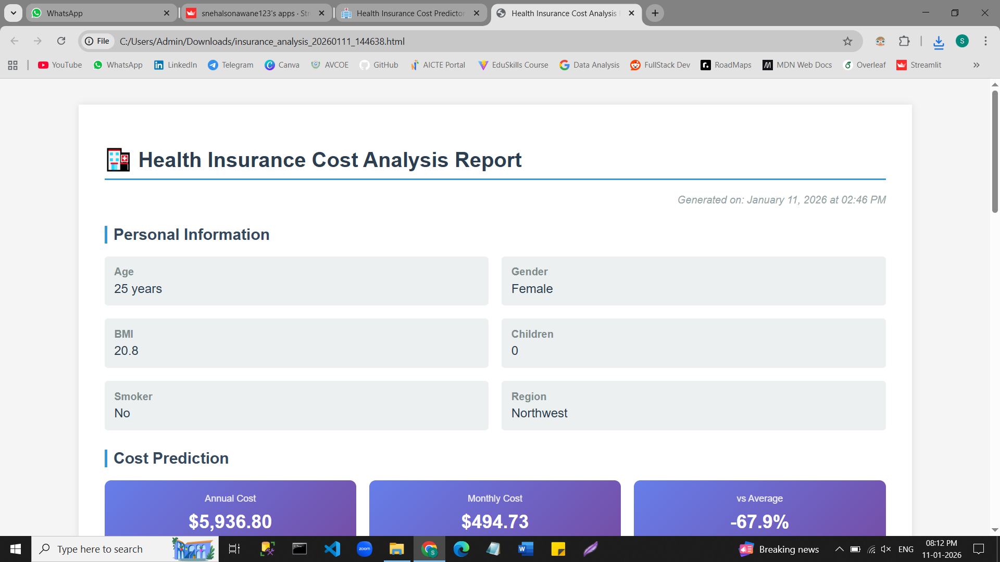 WhatsApp
snehalsonawane123's apps · Str
Health Insurance Cost Predictor
Health Insurance Cost Analysis
File
C:/Users/Admin/Downloads/insurance_analysis_20260111_144638.html
S
YouTube
WhatsApp
LinkedIn
Telegram
Canva
AVCOE
GitHub
AICTE Portal
EduSkills Course
Data Analysis
FullStack Dev
RoadMaps
MDN Web Docs
Overleaf
Streamlit
Health Insurance Cost Analysis Report
Generated on: January 11, 2026 at 02:46 PM
Personal Information
Age
25 years
Gender
Female
BMI
20.8
Children
0
Smoker
No
Region
Northwest
Cost Prediction
Annual Cost
$5,936.80
Monthly Cost
$494.73
vs Average
-67.9%
Type here to search
zoom
S
W
Breaking news
ENG
08:12 PM
11-01-2026